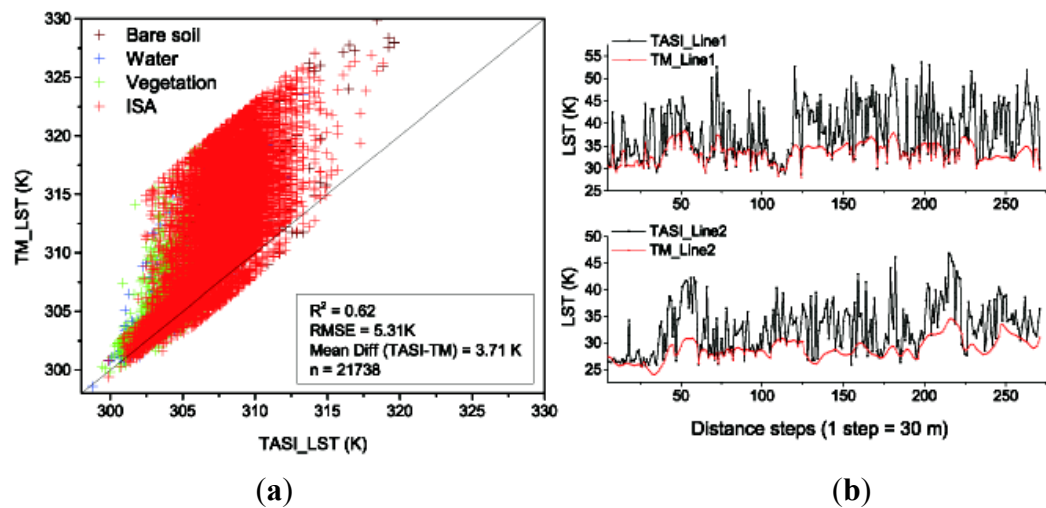 330
325
320
315
310
305
300
TM_LST (K)
Bare soil
Water
Vegetation
ISA
R² = 0.62
RMSE = 5.31K
Mean Diff (TASI-TM) = 3.71 K
n = 21738
300 305 310 315 320 325 330
TASI_LST (K)
(a)
TASI_Line1
TM_Line1
50
45
40
35
30
25
LST (K)
50 100 150 200 250
TASI_Line2
TM_Line2
50
45
40
35
30
25
LST (K)
50 100 150 200 250
Distance steps (1 step = 30 m)
(b)